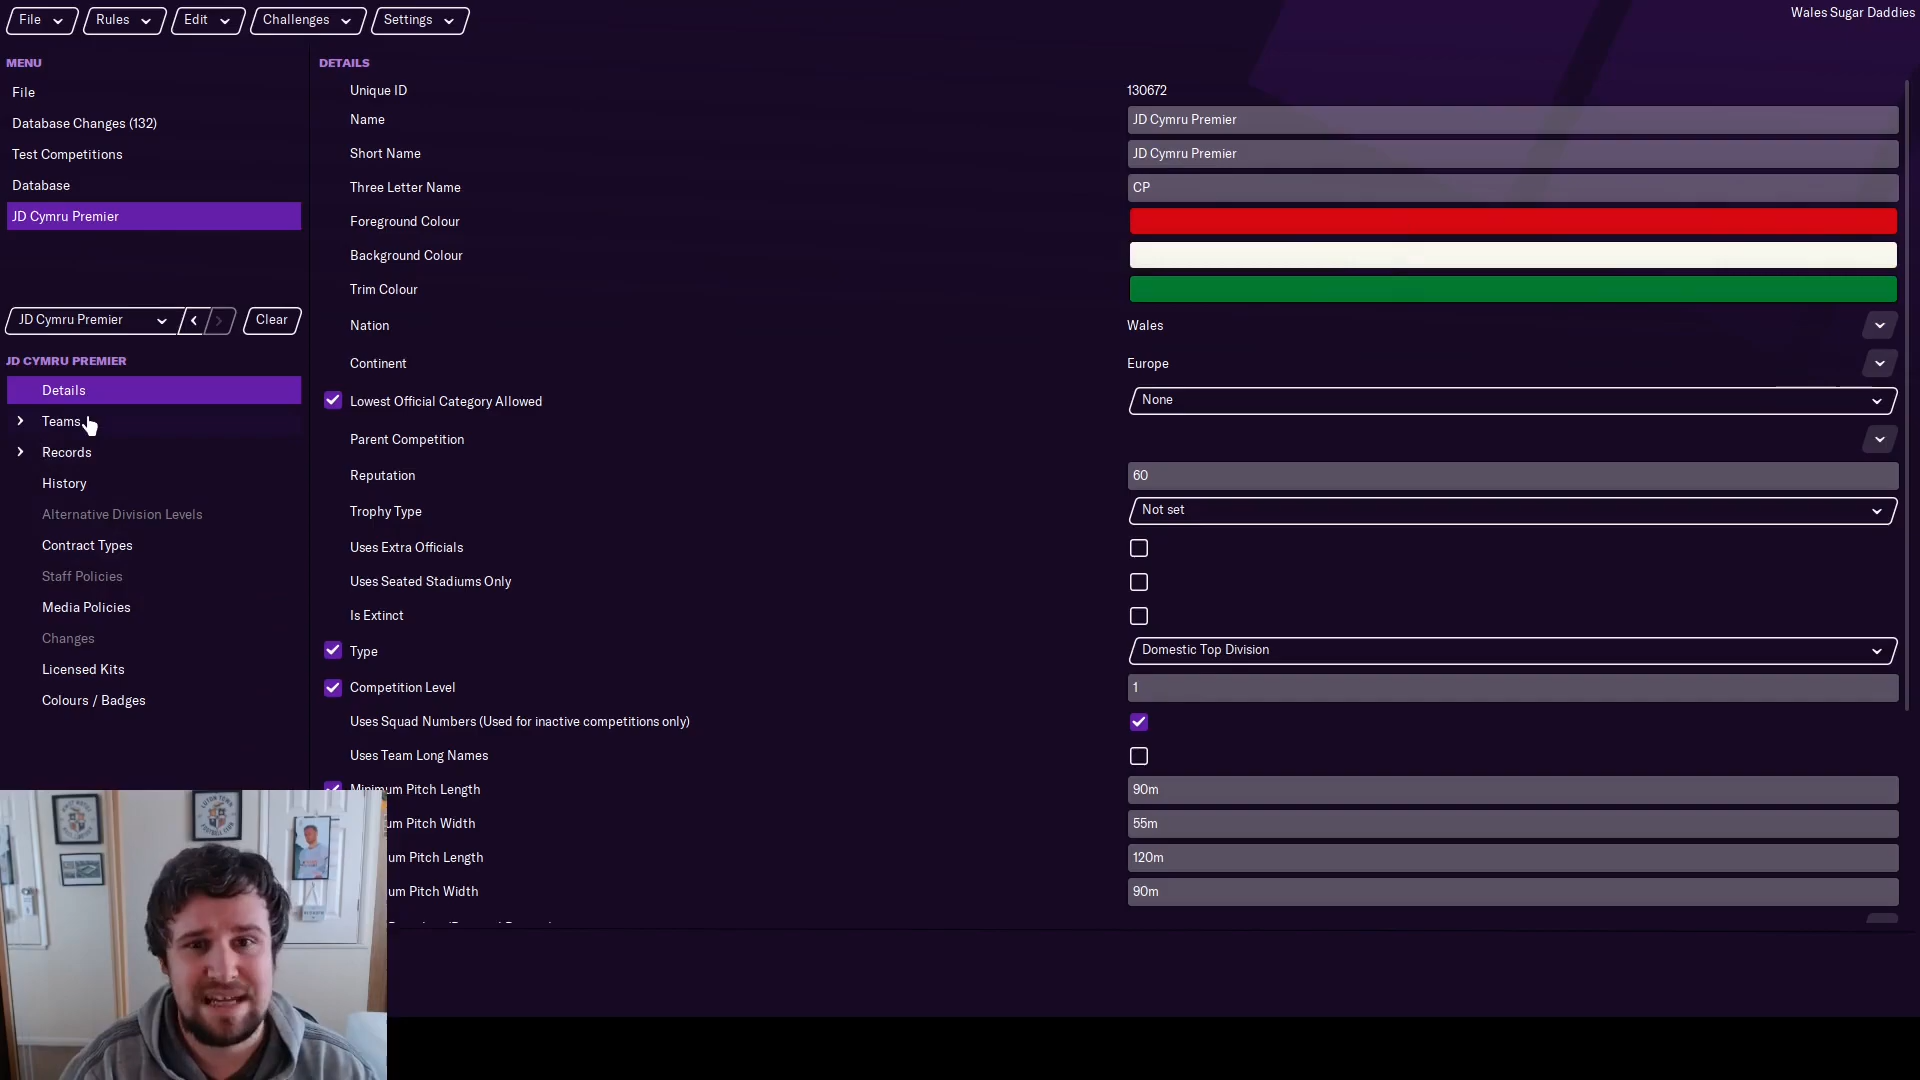 File
Rules
Edit
Challenges
Settings
Wales Sugar Daddies
MENU
File
Database Changes (132)
Test Competitions
Database
JD Cymru Premier
JD Cymru Premier
Clear
JD CYMRU PREMIER
Details
Teams
Records
History
Alternative Division Levels
Contract Types
Staff Policies
Media Policies
Changes
Licensed Kits
Colours / Badges
DETAILS
Unique ID 130672
Name JD Cymru Premier
Short Name JD Cymru Premier
Three Letter Name CP
Foreground Colour
Background Colour
Trim Colour
Nation Wales
Continent Europe
Lowest Official Category Allowed None
Parent Competition
Reputation 60
Trophy Type Not set
Uses Extra Officials
Uses Seated Stadiums Only
Is Extinct
Type Domestic Top Division
Competition Level 1
Uses Squad Numbers (Used for inactive competitions only)
Uses Team Long Names
Minimum Pitch Length 90m
um Pitch Width 55m
um Pitch Length 120m
um Pitch Width 90m